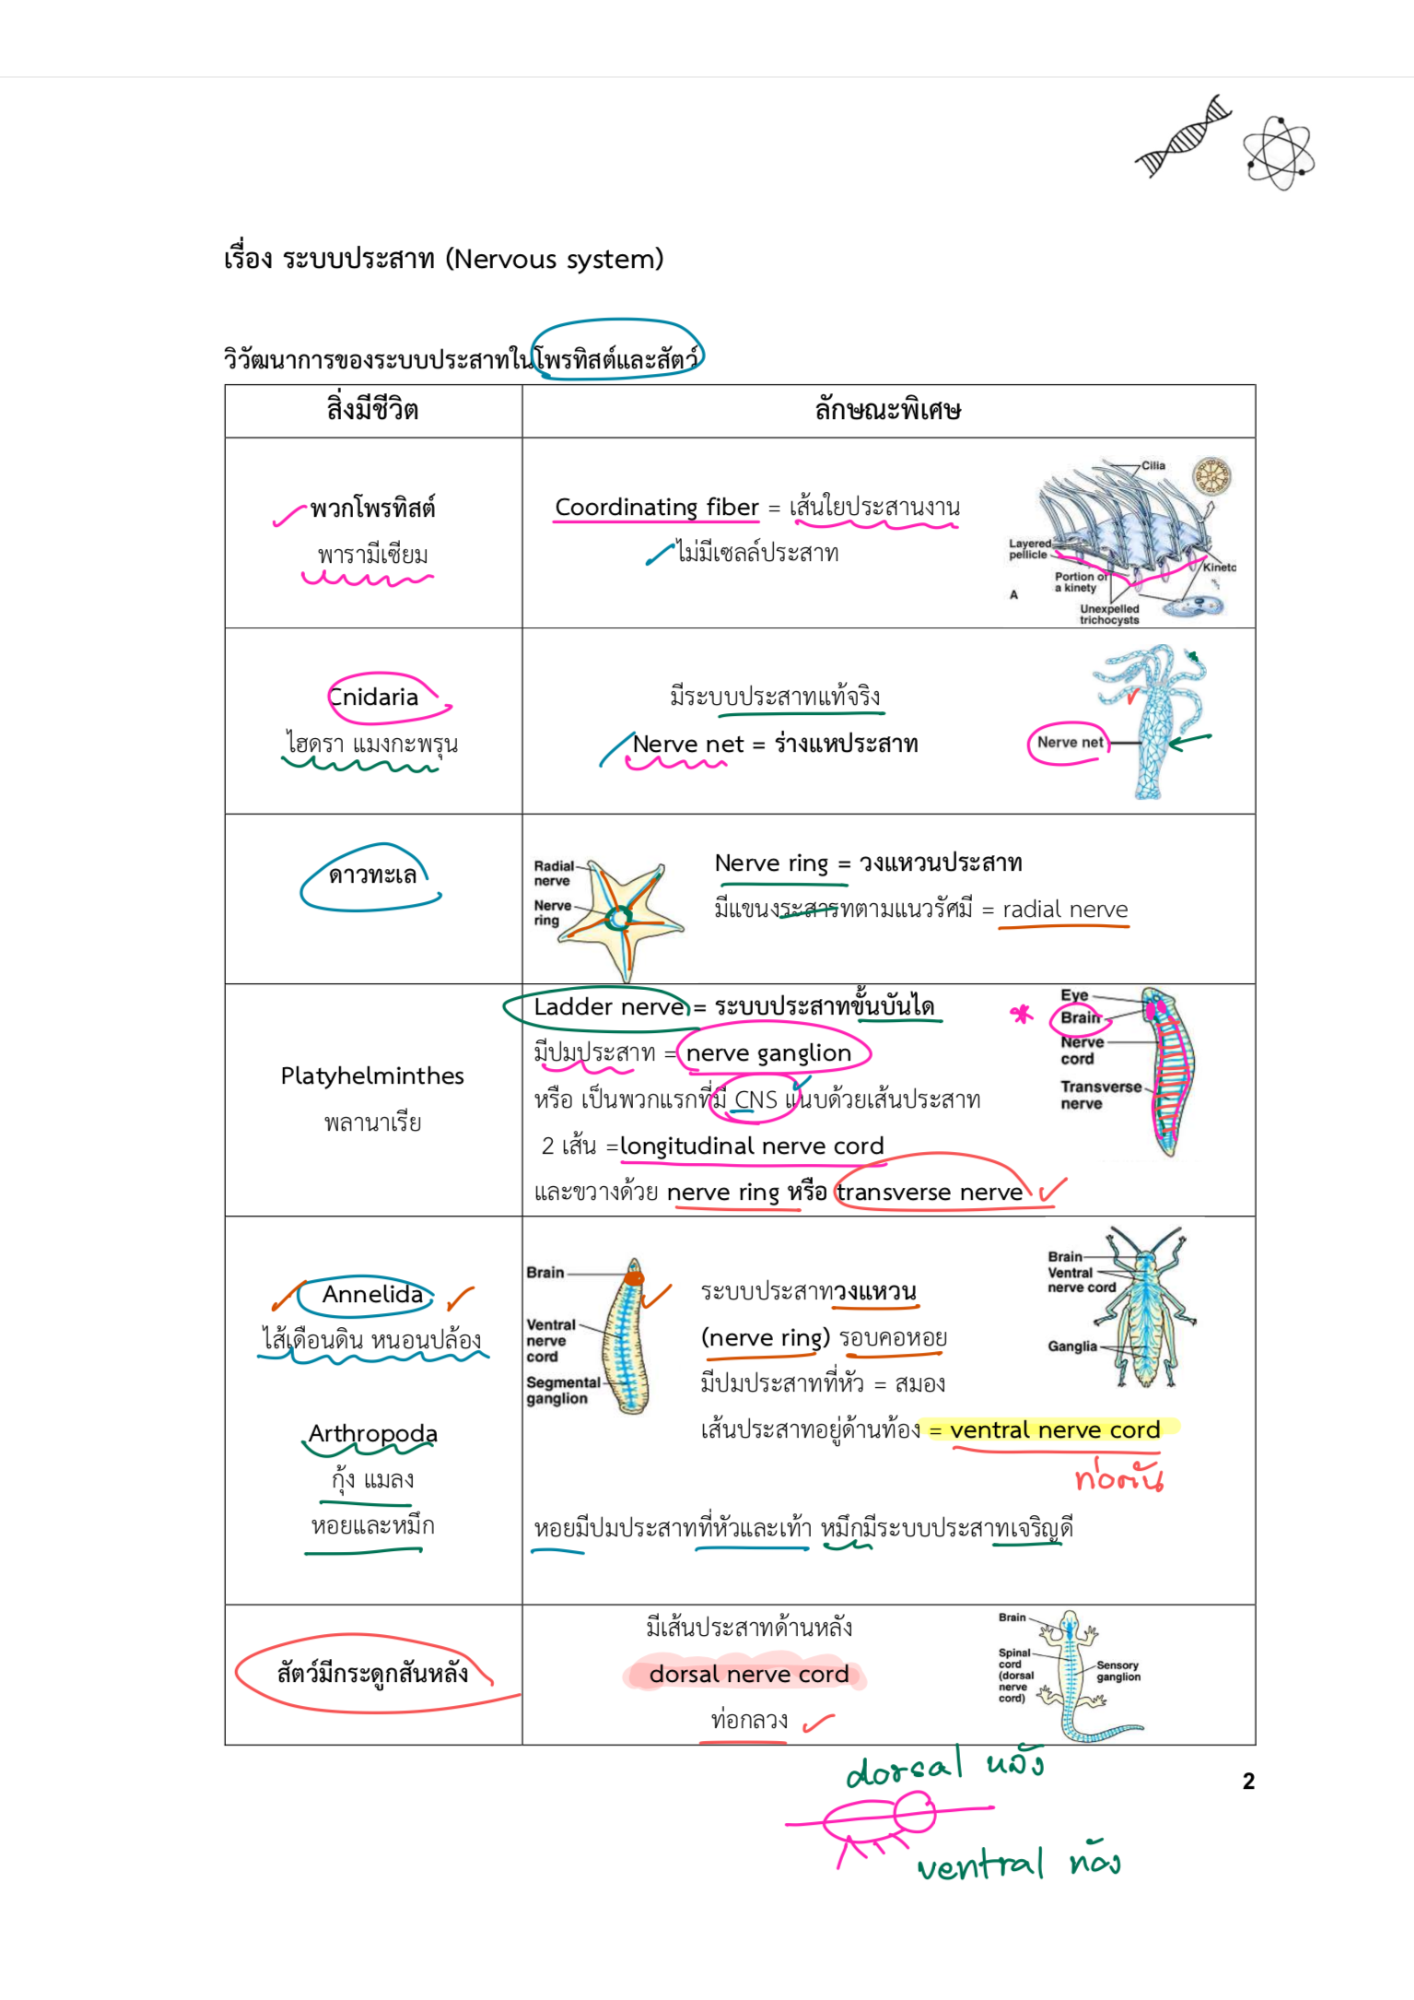 เรื่อง ระบบประสาท (Nervous system)
วิวัฒนาการของระบบประสาทในโพรทิสต์และสัตว์
สิ่งมีชีวิต
ลักษณะพิเศษ
พวกโพรทิสต์
พารามีเซียม
Coordinating fiber = เส้นใยประสานงาน
ไม่มีเซลล์ประสาท
Cilia
Layered
pellicle
Portion of
a kinety
Kinetc
A
Unexpelled
trichocysts
Cnidaria
ไฮดรา แมงกะพรุน
มีระบบประสาทแท้จริง
Nerve net = ร่างแหประสาท
Nerve net
ดาวทะเล
Radial
nerve
Nerve
ring
Nerve ring = วงแหวนประสาท
มีแขนงระสารทตามแนวรัศมี = radial nerve
Platyhelminthes
พลานาเรีย
Ladder nerve = ระบบประสาทขั้นบันได
มีปมประสาท = nerve ganglion
หรือ เป็นพวกแรกที่มี CNS แนบด้วยเส้นประสาท
2 เส้น =longitudinal nerve cord
และขวางด้วย nerve ring หรือ transverse nerve
*
Eye
Brain
Nerve
cord
Transverse
nerve
Annelida
ไส้เดือนดิน หนอนปล้อง
Arthropoda
กุ้ง แมลง
หอยและหมึก
Brain
Ventral
nerve
cord
Segmental
ganglion
ระบบประสาทวงแหวน
(nerve ring) รอบคอหอย
มีปมประสาทที่หัว = สมอง
เส้นประสาทอยู่ด้านท้อง = ventral nerve cord
ท่อตัน
Brain
Ventral
nerve cord
Ganglia
หอยมีปมประสาทที่หัวและเท้า หมึกมีระบบประสาทเจริญดี
สัตว์มีกระดูกสันหลัง
มีเส้นประสาทด้านหลัง
dorsal nerve cord
ท่อกลวง
Brain
Spinal
cord
(dorsal
nerve
cord)
Sensory
ganglion
dorsal หลัง
2
ventral ท้อง